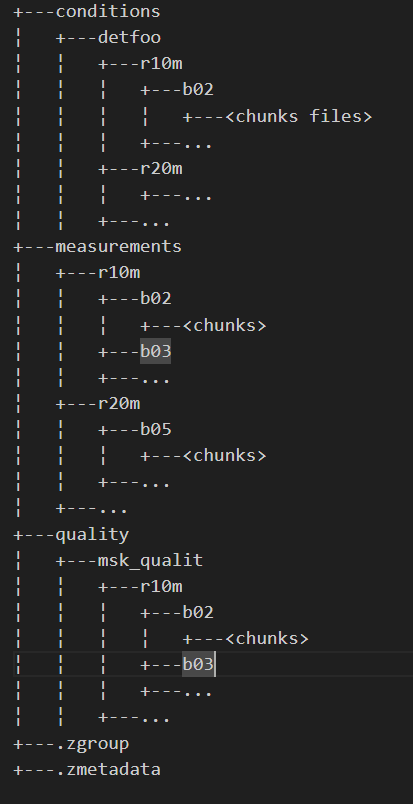 +---conditions
¦   +---detfoo
¦   ¦   +---r10m
¦   ¦   ¦   +---b02
¦   ¦   ¦   ¦   +---<chunks files>
¦   ¦   ¦   +---...
¦   ¦   +---r20m
¦   ¦   ¦   +---...
¦   ¦   +---...
+---measurements
¦   +---r10m
¦   ¦   +---b02
¦   ¦   ¦   +---<chunks>
¦   ¦   +---b03
¦   ¦   +---...
¦   +---r20m
¦   ¦   +---b05
¦   ¦   ¦   +---<chunks>
¦   ¦   +---...
¦   +---...
+---quality
¦   +---msk_qualit
¦   ¦   +---r10m
¦   ¦   ¦   +---b02
¦   ¦   ¦   ¦   +---<chunks>
¦   ¦   ¦   +---b03
¦   ¦   ¦   +---...
¦   ¦   +---...
+---.zgroup
+---.zmetadata